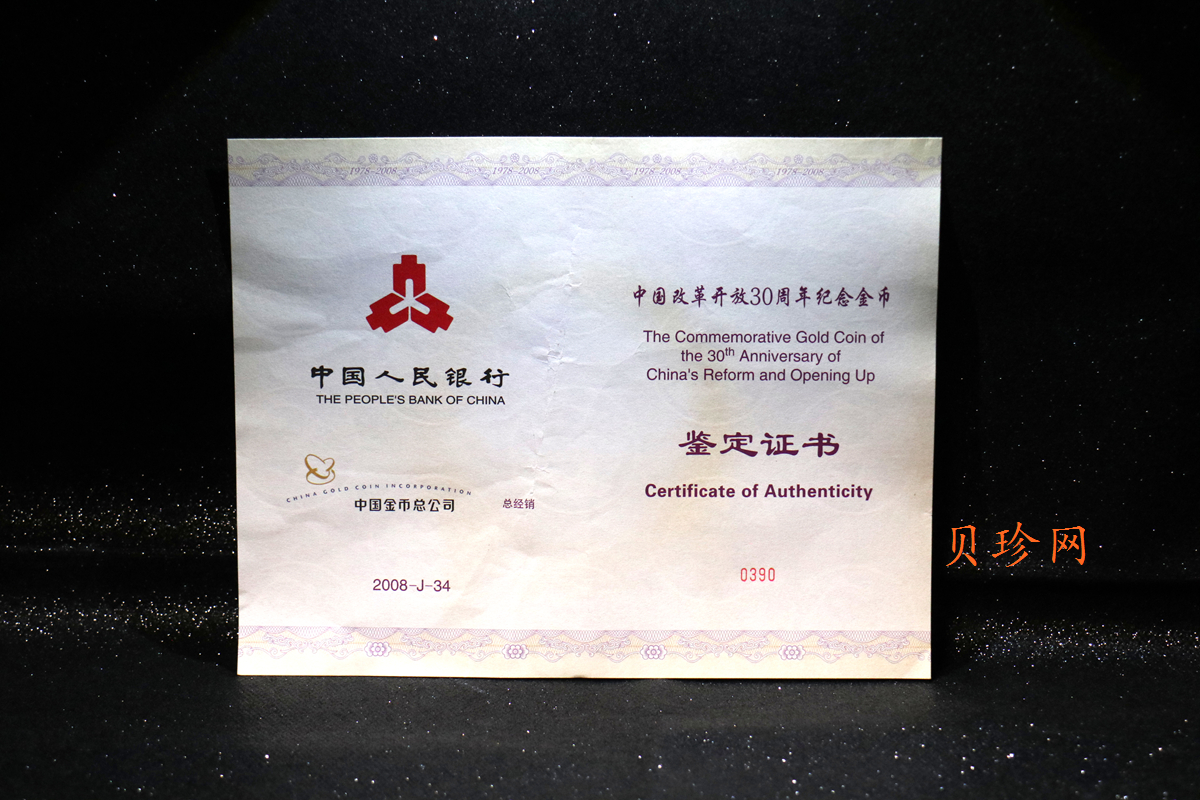 1978-2008 1978-2008 1978-2008 1978-2008
中国人民银行
THE PEOPLE'S BANK OF CHINA
CHINA GOLD COIN INCORPORATION
中国金币总公司 总经销
2008-J-34
中国改革开放30周年纪念金币
The Commemorative Gold Coin of
the 30th Anniversary of
China's Reform and Opening Up
鉴定证书
Certificate of Authenticity
0390
贝珍网